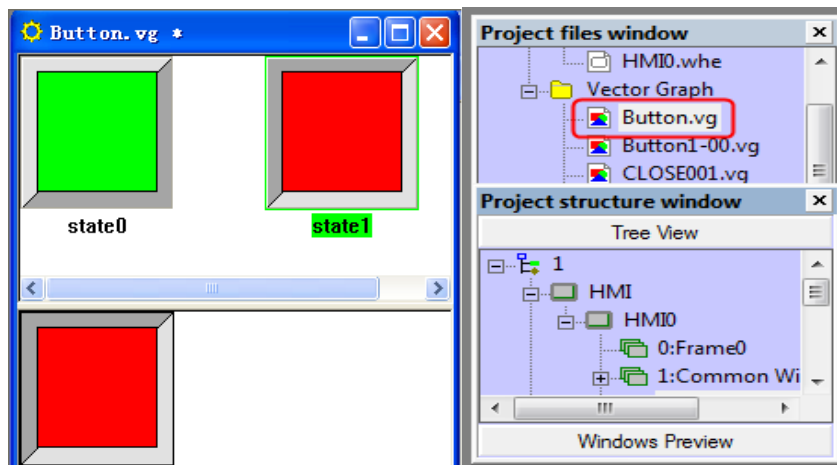 Button.vg *
state0
state1
Project files window
HMI0.whe
Vector Graph
Button.vg
Button1-00.vg
CLOSE001.vg
Project structure window
Tree View
1
HMI
HMI0
0:Frame0
1:Common Wi
Windows Preview